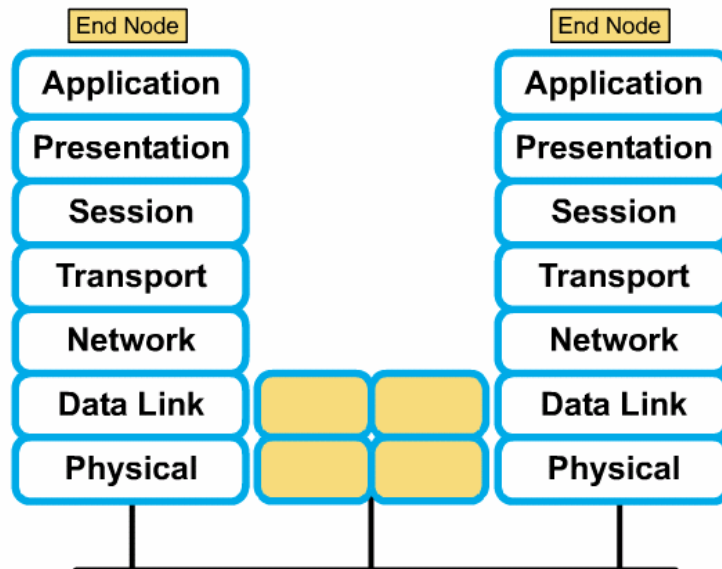 End Node
End Node
Application
Application
Presentation
Presentation
Session
Session
Transport
Transport
Network
Network
Data Link
Data Link
Physical
Physical